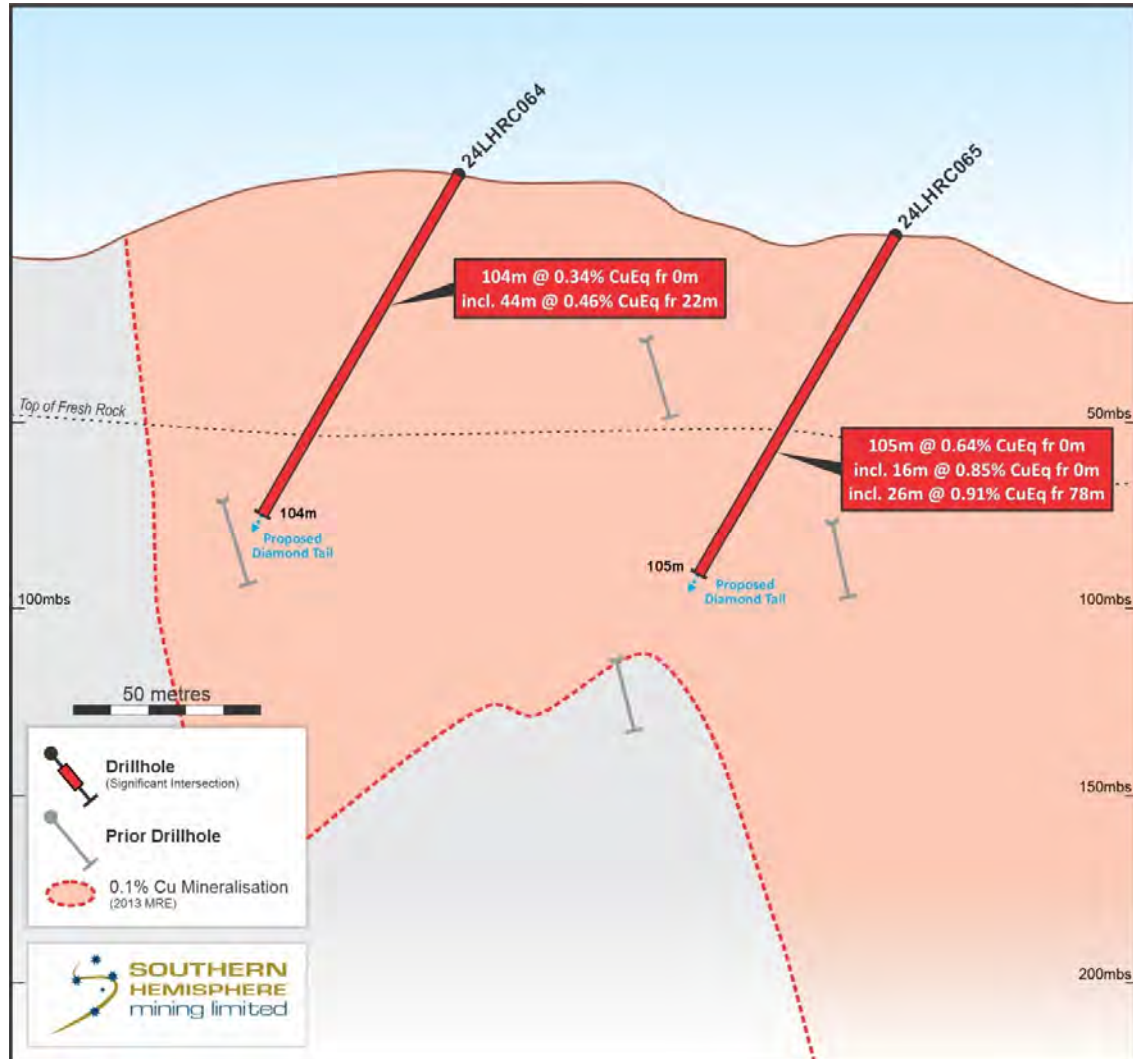 24LHRC064
24LHRC065
104m @ 0.34% CuEq fr 0m
incl. 44m @ 0.46% CuEq fr 22m
Top of Fresh Rock
50mbs
105m @ 0.64% CuEq fr 0m
incl. 16m @ 0.85% CuEq fr 0m
incl. 26m @ 0.91% CuEq fr 78m
104m
Proposed
Diamond Tail
105m
Proposed
Diamond Tail
100mbs
100mbs
50 metres
Drillhole
(Significant Intersection)
Prior Drillhole
0.1% Cu Mineralisation
(2013 MRE)
150mbs
SOUTHERN
HEMISPHERE
mining limited
200mbs